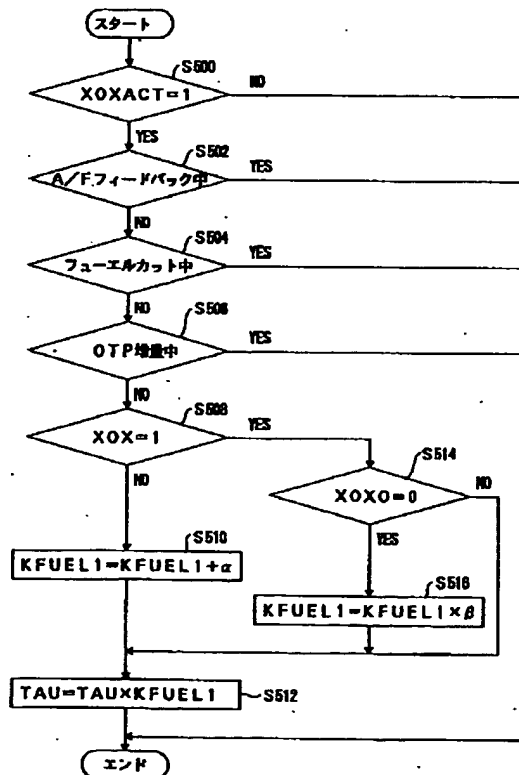 スタート
S500
XOXACT=1
NO
YES
S502
A/Fフィードバック中
YES
NO
S504
フューエルカット中
YES
NO
S506
OTP増量中
YES
NO
S508
XOX=1
YES
NO
S514
XOXO=0
NO
YES
S510
KFUEL1=KFUEL1+α
S516
KFUEL1=KFUEL1×β
TAU=TAU×KFUEL1
S512
エンド